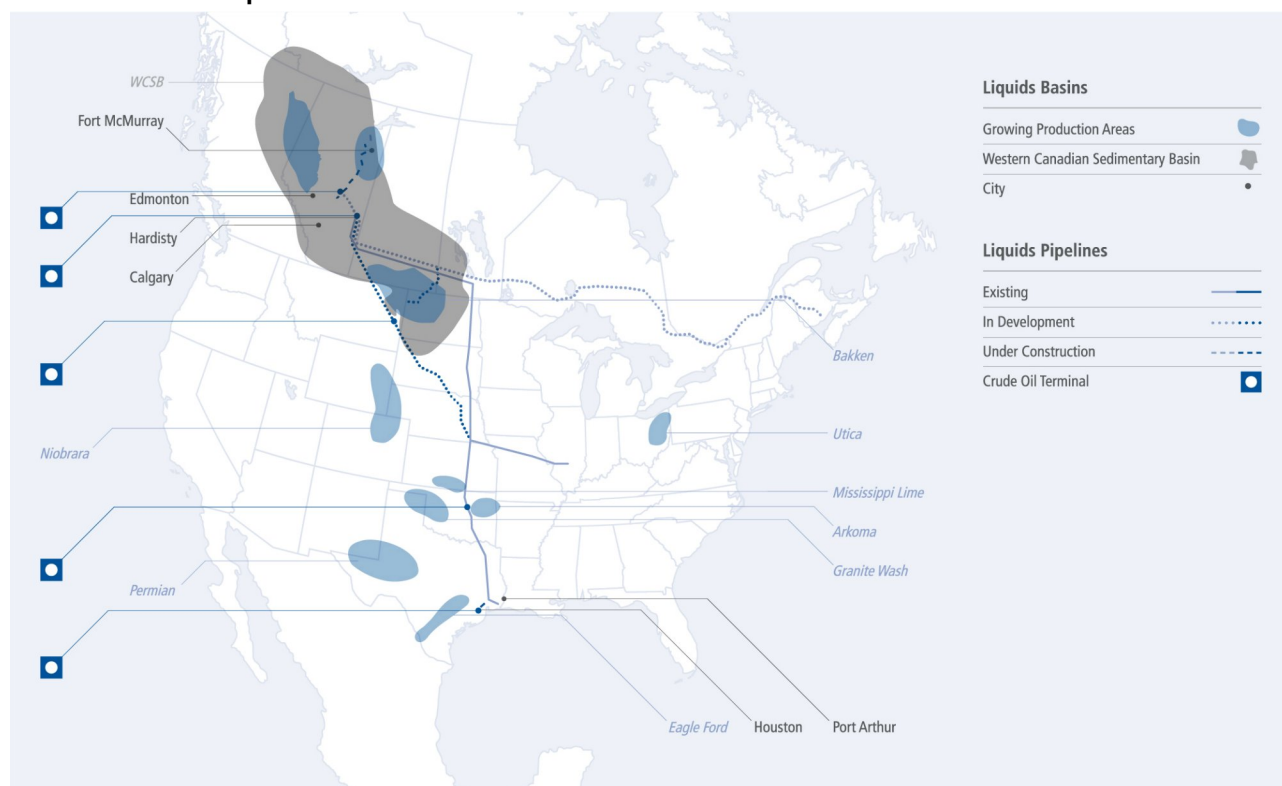 WCSB
Fort McMurray
Edmonton
Hardisty
Calgary
Niobrara
Permian
Bakken
Utica
Mississippi Lime
Arkoma
Granite Wash
Eagle Ford
Houston
Port Arthur
Liquids Basins
Growing Production Areas
Western Canadian Sedimentary Basin
City
Liquids Pipelines
Existing
In Development
Under Construction
Crude Oil Terminal